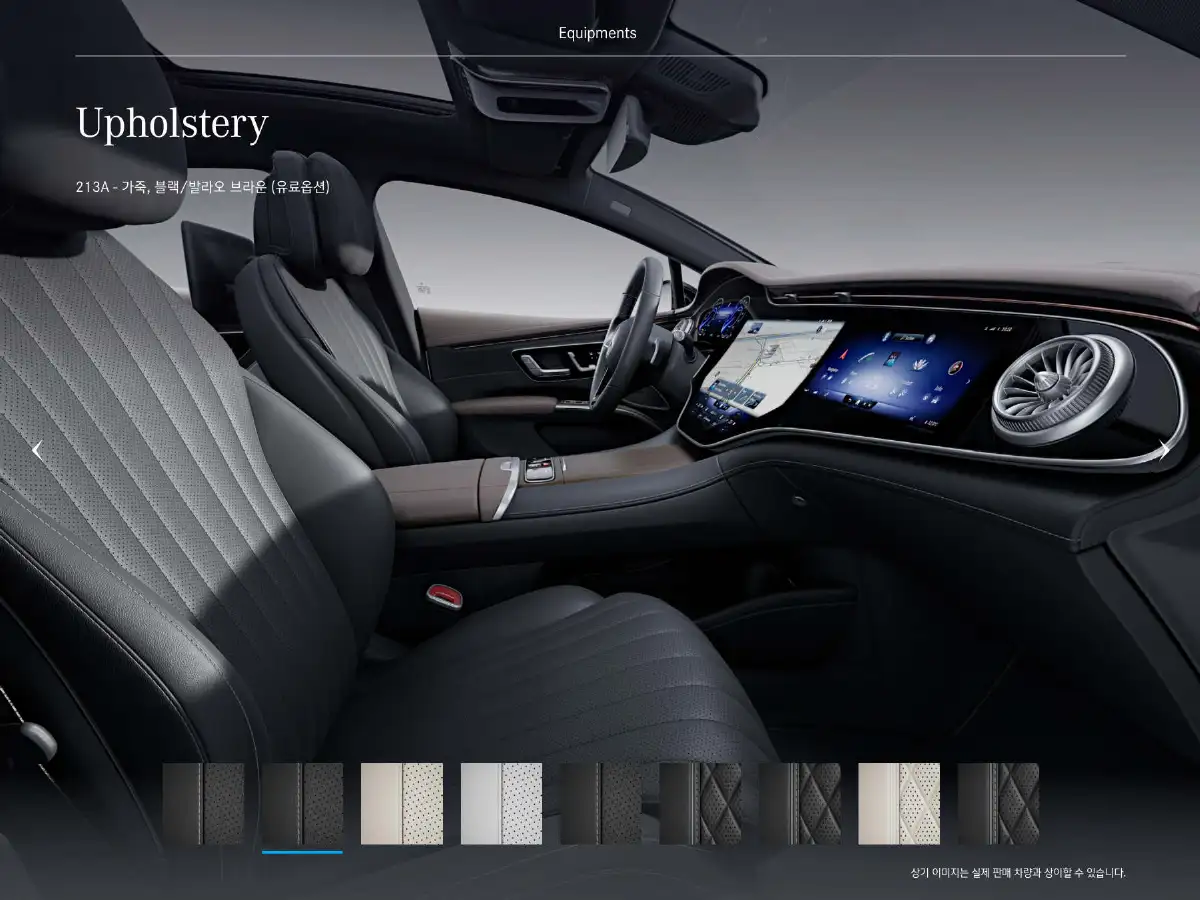 Equipments
Upholstery
213A - 가죽, 블랙/발라오 브라운 (유료옵션)
상기 이미지는 실제 판매 차량과 상이할 수 있습니다.